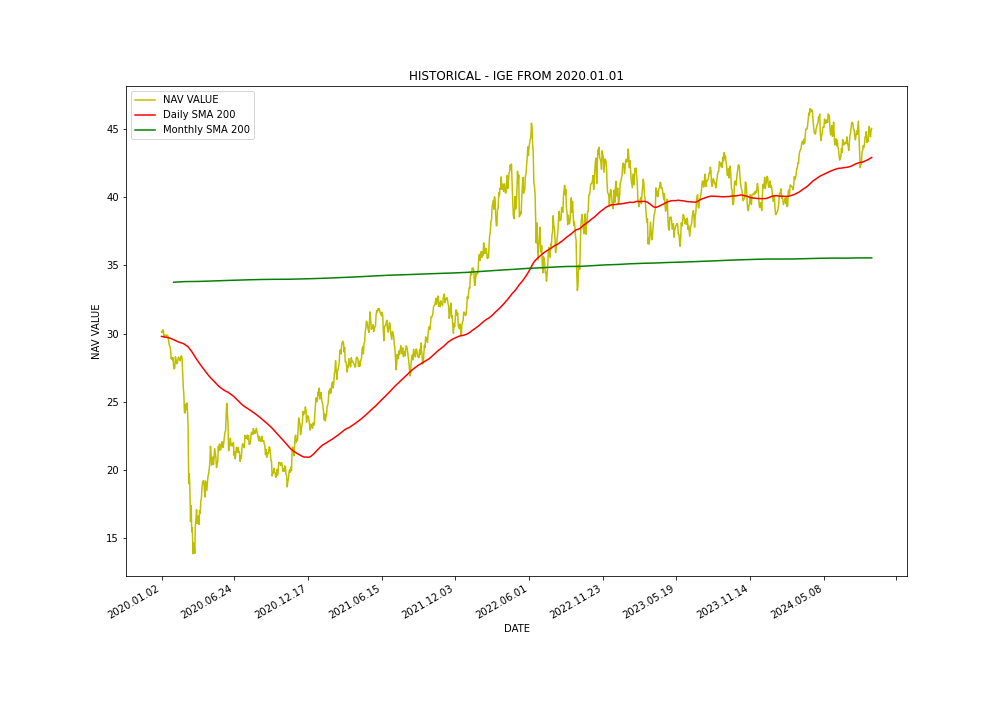 HISTORICAL - IGE FROM 2020.01.01
NAV VALUE
Daily SMA 200
Monthly SMA 200
45
40
35
30
25
20
15
NAV VALUE
2020.01.02
2020.06.24
2020.12.17
2021.06.15
2021.12.03
2022.06.01
2022.11.23
2023.05.19
2023.11.14
2024.05.08
DATE